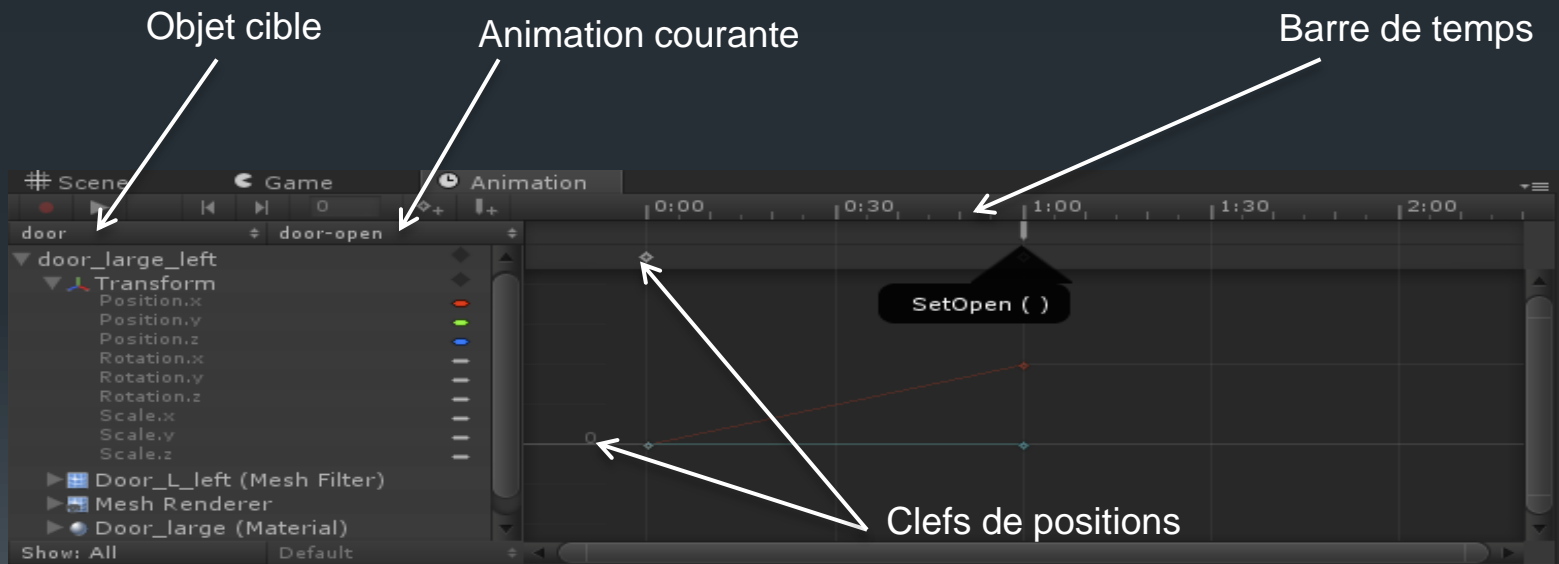 Objet cible
Animation courante
Barre de temps
Scene
Game
Animation
0
0:00
0:30
1:00
1:30
2:00
door
door-open
door_large_left
Transform
Position.x
Position.y
Position.z
Rotation.x
Rotation.y
Rotation.z
Scale.x
Scale.y
Scale.z
Door_L_left (Mesh Filter)
Mesh Renderer
Door_large (Material)
Show: All
Default
SetOpen ( )
0
Clefs de positions